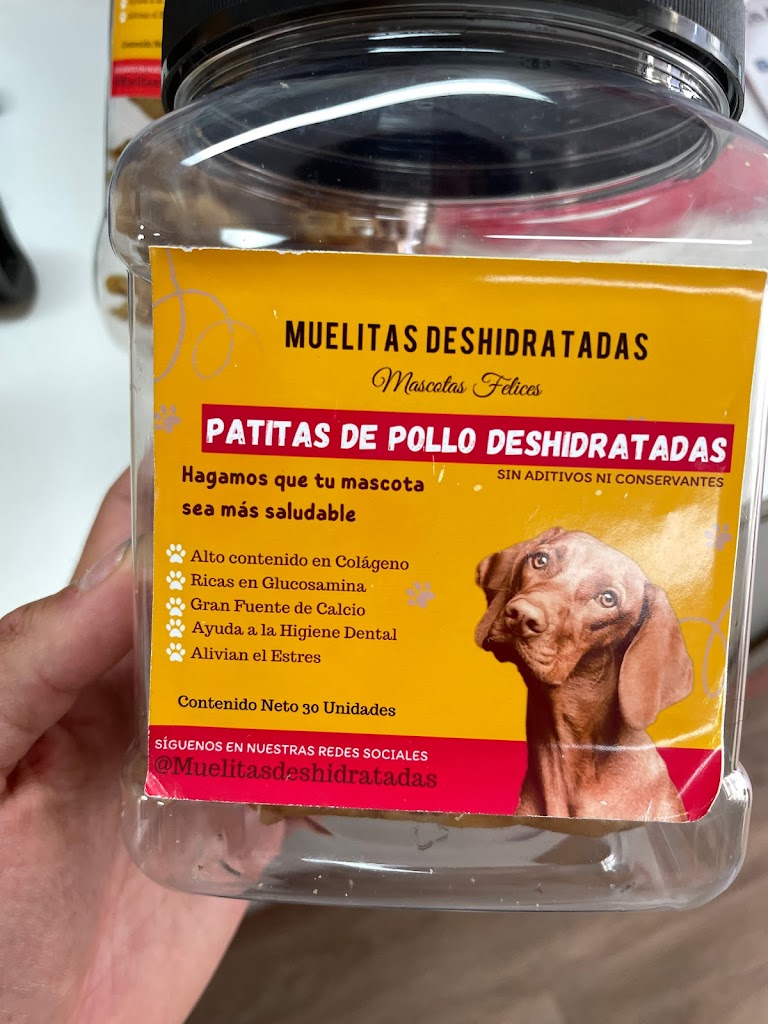 MUELITAS DESHIDRATADAS
Mascotas Felices
PATITAS DE POLLO DESHIDRATADAS
SIN ADITIVOS NI CONSERVANTES
Hagamos que tu mascota
sea más saludable
Alto contenido en Colágeno
Ricas en Glucosamina
Gran Fuente de Calcio
Ayuda a la Higiene Dental
Alivian el Estres
Contenido Neto 30 Unidades
SÍGUENOS EN NUESTRAS REDES SOCIALES
@Muelitasdeshidratadas